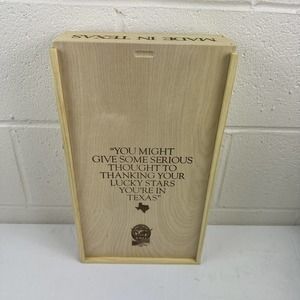 MADE IN TEXAS
"YOU MIGHT
GIVE SOME SERIOUS
THOUGHT TO
THANKING YOUR
LUCKY STARS
YOU'RE IN
TEXAS"